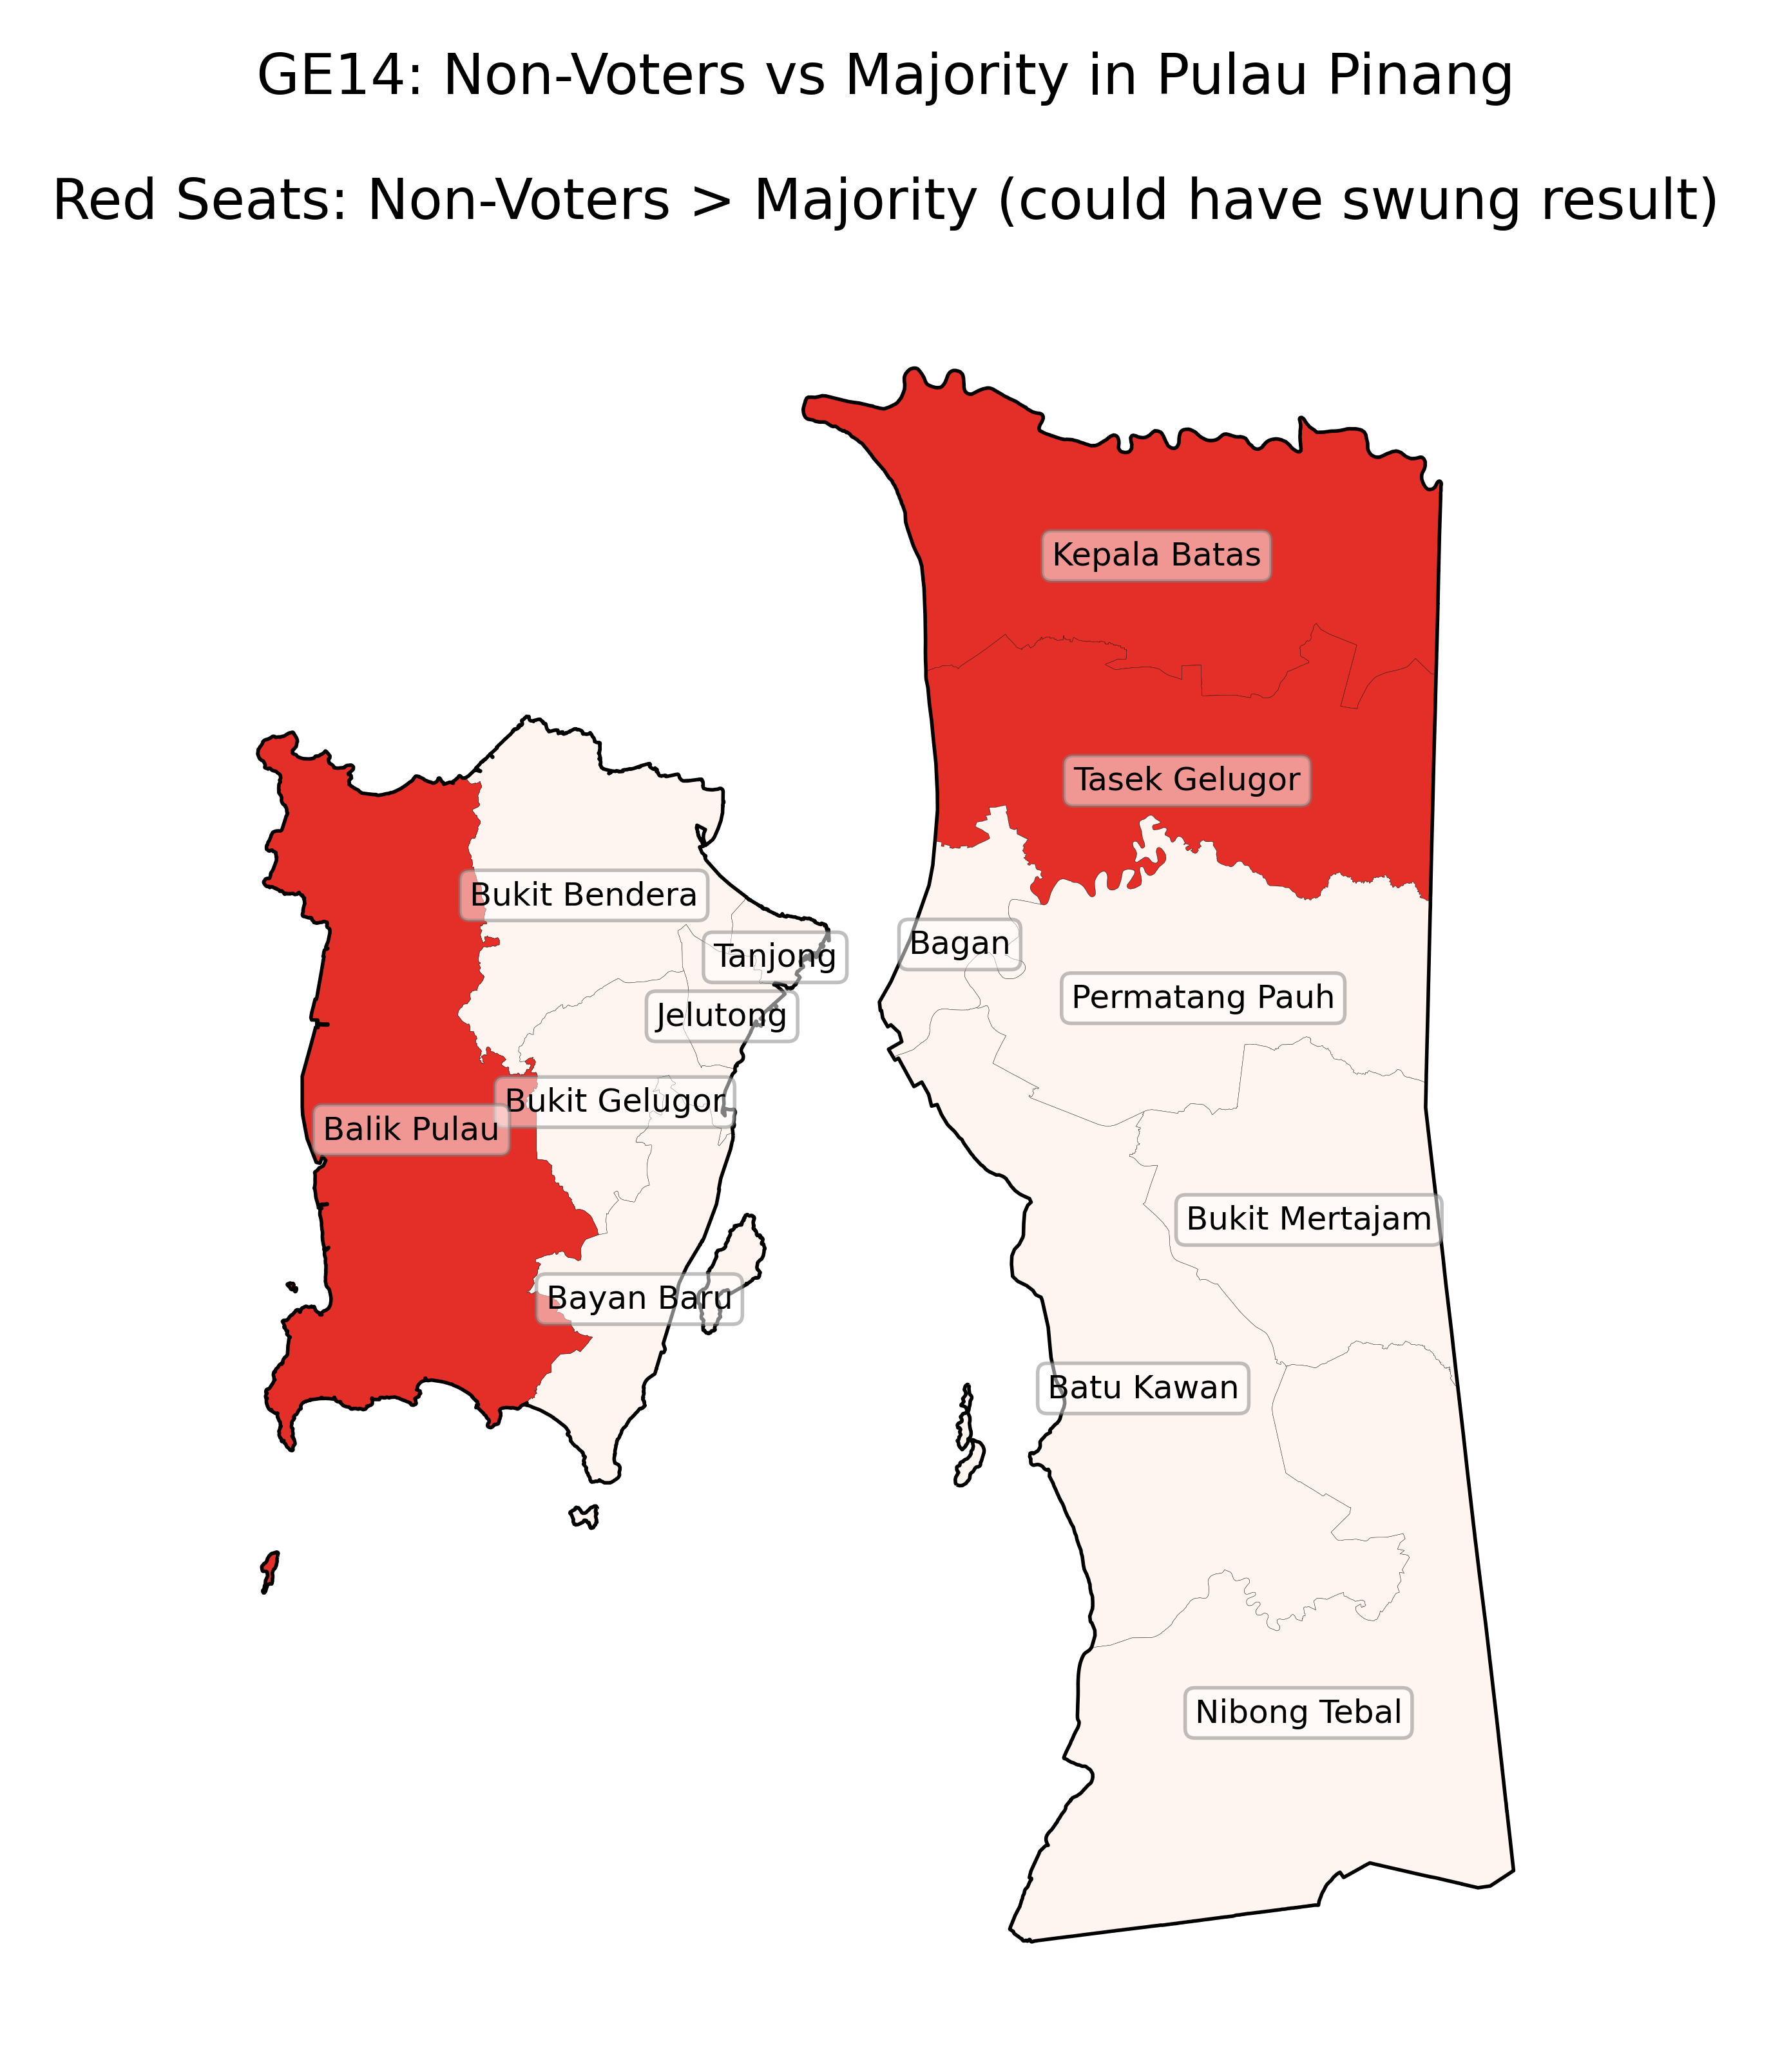 GE14: Non-Voters vs Majority in Pulau Pinang
Red Seats: Non-Voters > Majority (could have swung result)
Kepala Batas
Tasek Gelugor
Bukit Bendera
Bagan
Tanjong
Permatang Pauh
Jelutong
Bukit Gelugor
Balik Pulau
Bukit Mertajam
Bayan Baru
Batu Kawan
Nibong Tebal